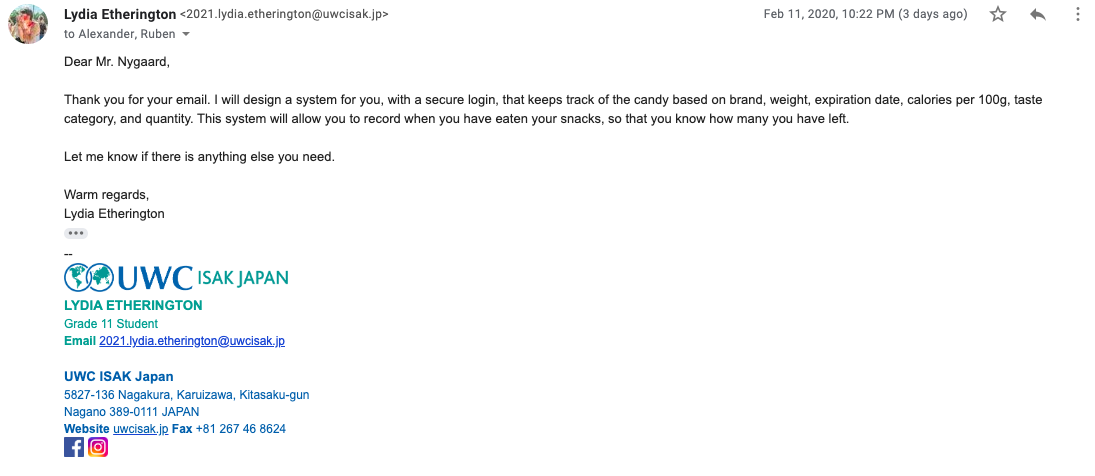 Lydia Etherington <2021.lydia.etherington@uwcisak.jp>
Feb 11, 2020, 10:22 PM (3 days ago)
to Alexander, Ruben
Dear Mr. Nygaard,
Thank you for your email. I will design a system for you, with a secure login, that keeps track of the candy based on brand, weight, expiration date, calories per 100g, taste
category, and quantity. This system will allow you to record when you have eaten your snacks, so that you know how many you have left.
Let me know if there is anything else you need.
Warm regards,
Lydia Etherington
•••
--
UWC ISAK JAPAN
LYDIA ETHERINGTON
Grade 11 Student
Email 2021.lydia.etherington@uwcisak.jp
UWC ISAK Japan
5827-136 Nagakura, Karuizawa, Kitasaku-gun
Nagano 389-0111 JAPAN
Website uwcisak.jp Fax +81 267 46 8624